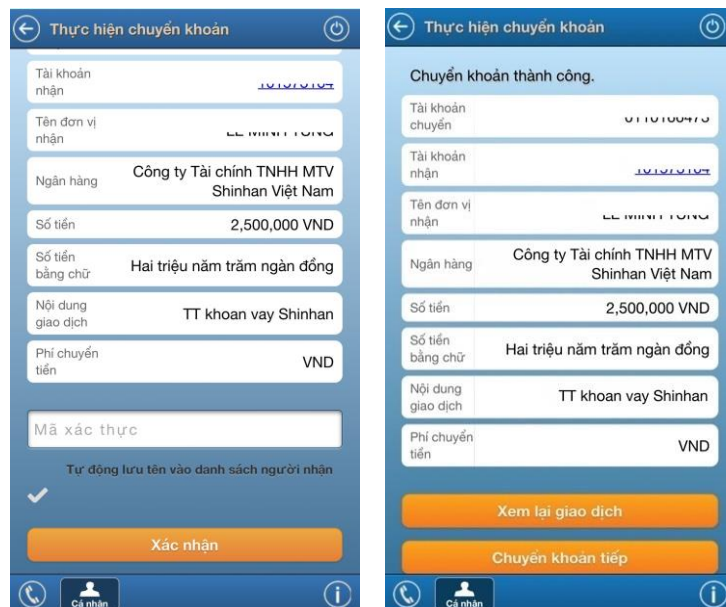 Thực hiện chuyển khoản
Tài khoản
nhận
Tên đơn vị
nhận
Ngân hàng
Công ty Tài chính TNHH MTV
Shinhan Việt Nam
Số tiền
2,500,000 VND
Số tiền
bằng chữ
Hai triệu năm trăm ngàn đồng
Nội dung
giao dịch
TT khoan vay Shinhan
Phí chuyển
tiền
VND
Mã xác thực
Tự động lưu tên vào danh sách người nhận
Xác nhận
Cá nhân
Thực hiện chuyển khoản
Chuyển khoản thành công.
Tài khoản
chuyển
Tài khoản
nhận
Tên đơn vị
nhận
Ngân hàng
Công ty Tài chính TNHH MTV
Shinhan Việt Nam
Số tiền
2,500,000 VND
Số tiền
bằng chữ
Hai triệu năm trăm ngàn đồng
Nội dung
giao dịch
TT khoan vay Shinhan
Phí chuyển
tiền
VND
Xem lại giao dịch
Chuyển khoản tiếp
Cá nhân